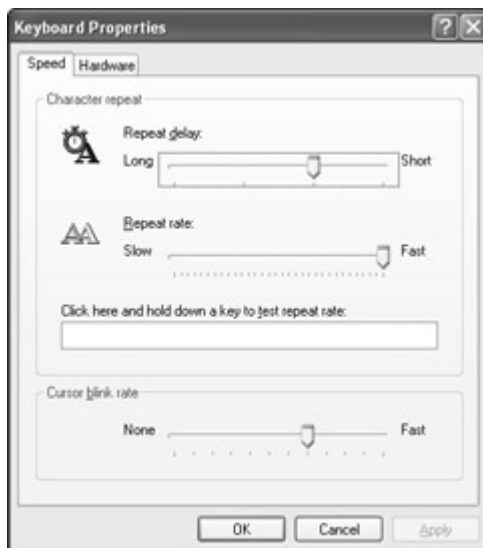 Keyboard Properties
Speed Hardware
Character repeat
Repeat delay:
Long Short
Repeat rate:
Slow Fast
Click here and hold down a key to test repeat rate:
Cursor blink rate
None Fast
OK Cancel Apply